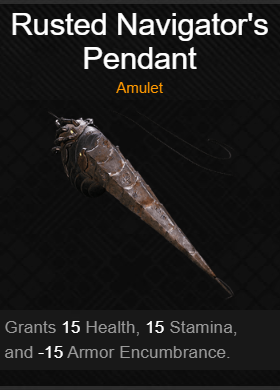 Rusted Navigator's
Pendant
Amulet
Grants 15 Health, 15 Stamina,
and -15 Armor Encumbrance.